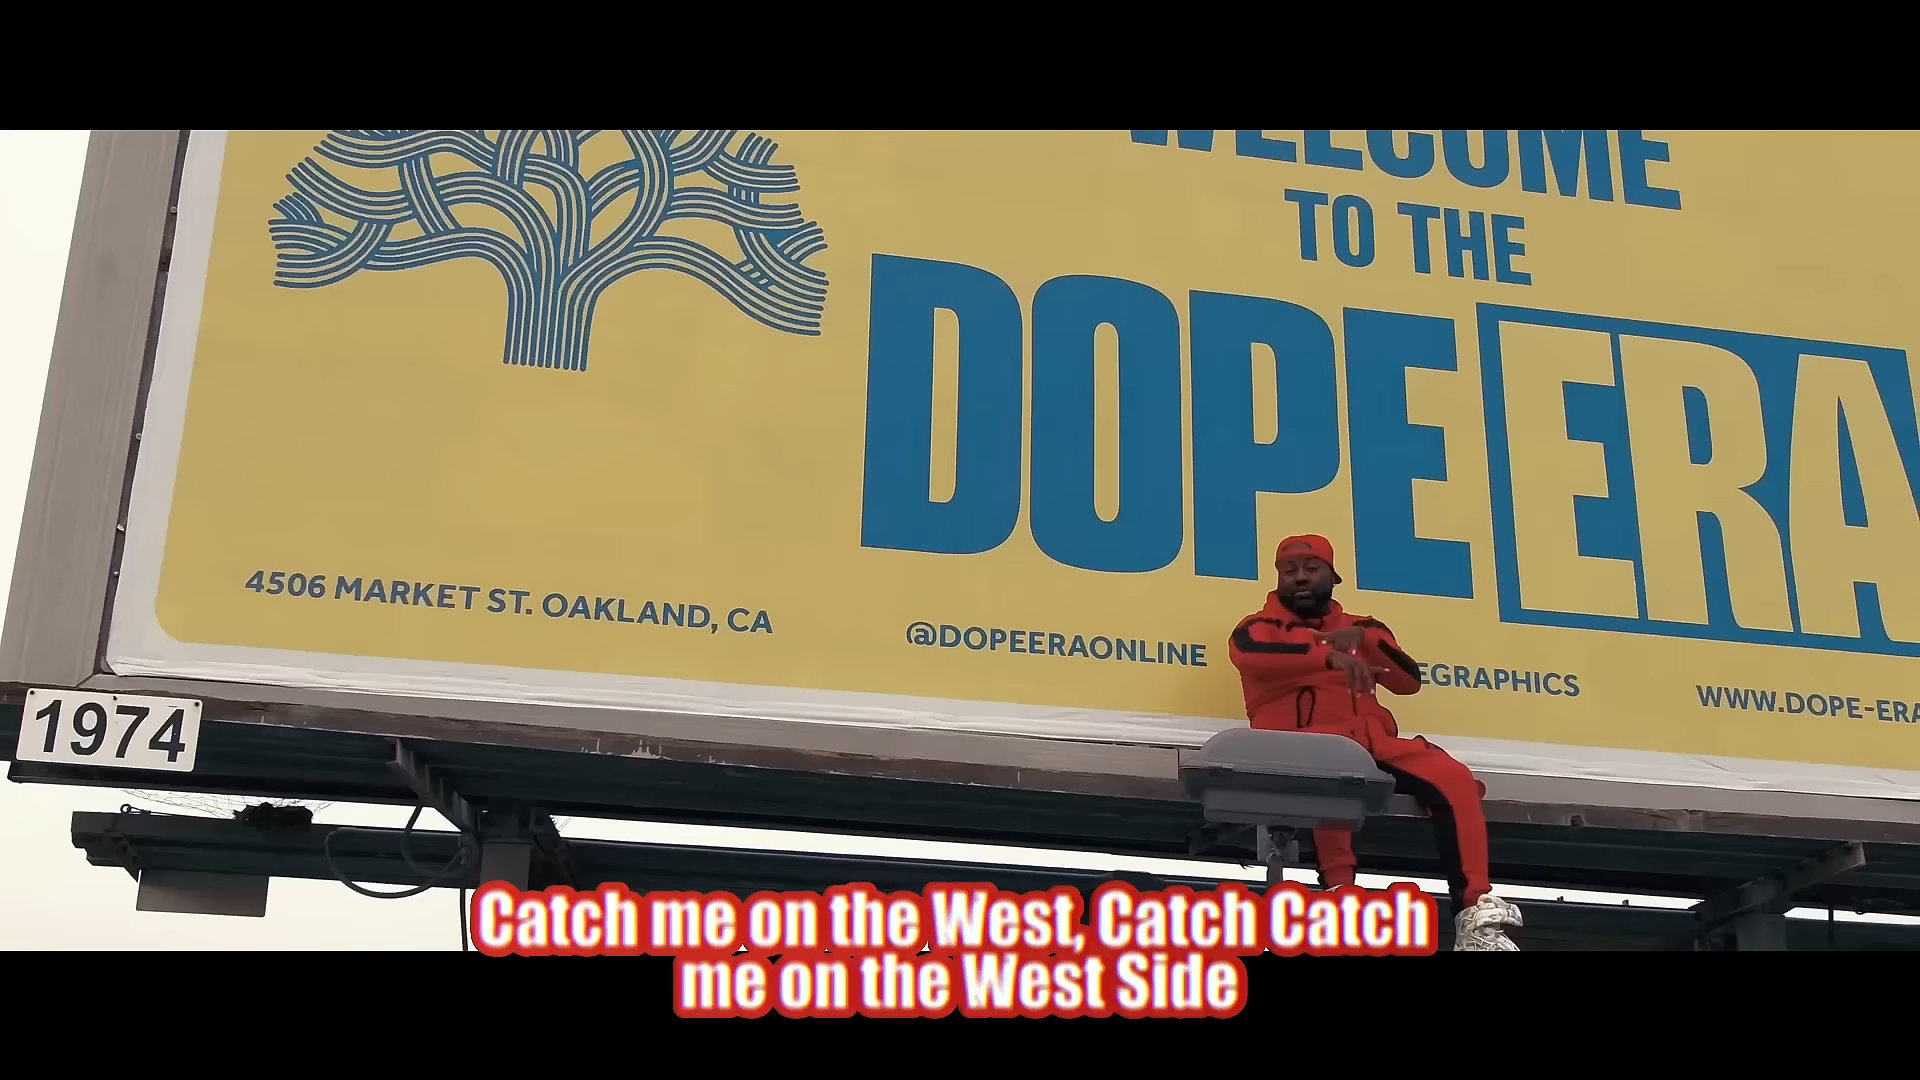 WELCOME
TO THE
DOPE ERA
4506 MARKET ST. OAKLAND, CA
@DOPEERAONLINE
EGRAPHICS
WWW.DOPE-ERA
1974
Catch me on the West, Catch Catch
me on the West Side